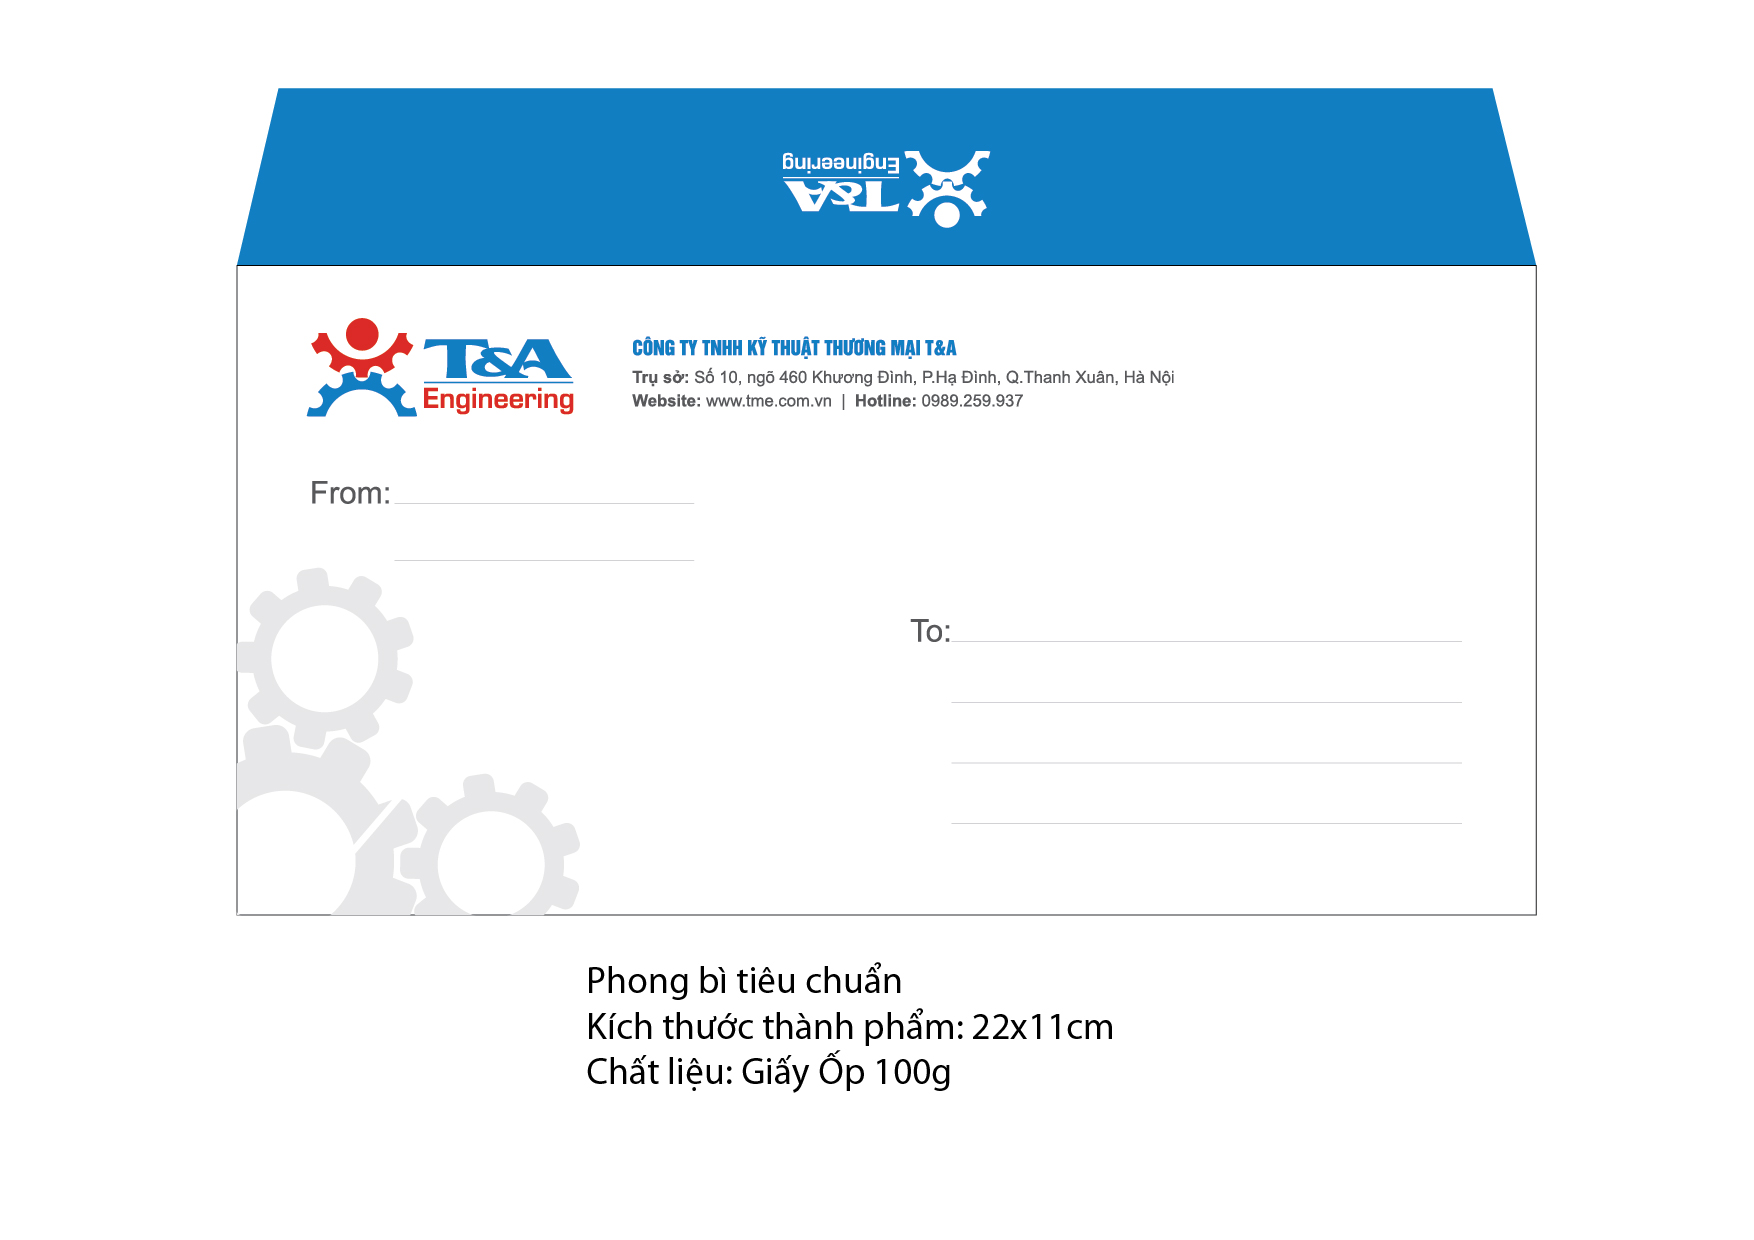 T&A
Engineering
T&A
Engineering
CÔNG TY TNHH KỸ THUẬT THƯƠNG MẠI T&A
Trụ sở: Số 10, ngõ 460 Khương Đình, P.Hạ Đình, Q.Thanh Xuân, Hà Nội
Website: www.tme.com.vn | Hotline: 0989.259.937
From:
To:
Phong bì tiêu chuẩn
Kích thước thành phẩm: 22x11cm
Chất liệu: Giấy Ốp 100g